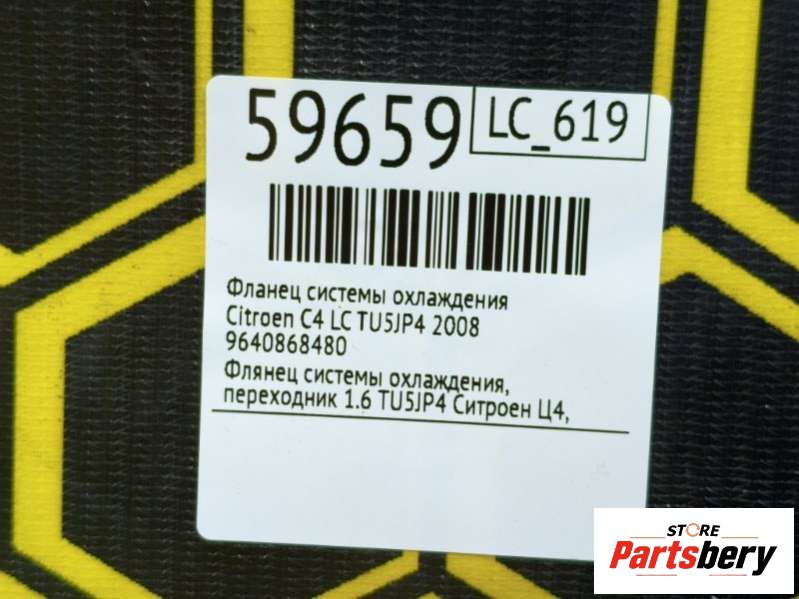 59659
LC_619
Фланец системы охлаждения
Citroen C4 LC TU5JP4 2008
9640868480
Флянец системы охлаждения,
переходник 1.6 TU5JP4 Ситроен Ц4,
STORE
Partsbery